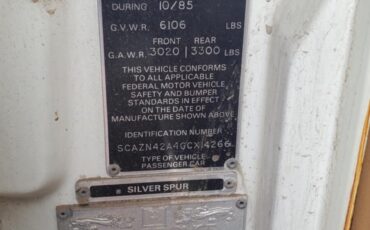 DURING 10/85
G.V.W.R. 6106 LBS
FRONT REAR
G.A.W.R. 3020 3300 LBS
THIS VEHICLE CONFORMS
TO ALL APPLICABLE
FEDERAL MOTOR VEHICLE
SAFETY AND BUMPER
STANDARDS IN EFFECT
ON THE DATE OF
MANUFACTURE SHOWN ABOVE
IDENTIFICATION NUMBER
SCAZN42A4GCX14266
TYPE OF VEHICLE
PASSENGER CAR
SILVER SPUR